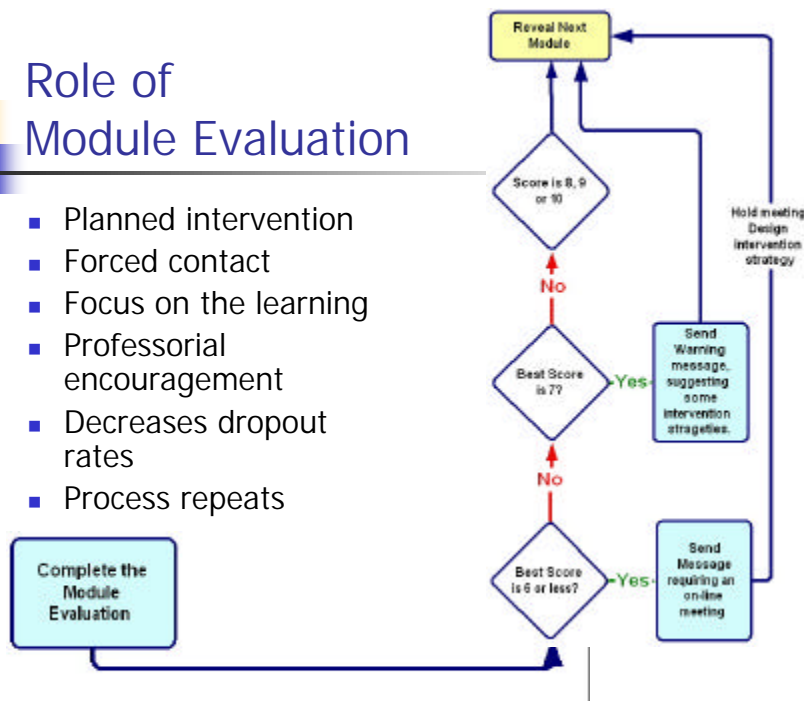 Role of
Module Evaluation
Planned intervention
Forced contact
Focus on the learning
Professorial
encouragement
Decreases dropout
rates
Process repeats
Reveal Next
Module
Score is 8, 9
or 10
Hold meeting
Design
intervention
strategy
No
Best Score
is 7?
Yes
Send
Warning
message,
suggesting
some
intervention
strageties.
No
Complete the
Module
Evaluation
Best Score
is 6 or less?
Yes
Send
Message
requiring an
on-line
meeting